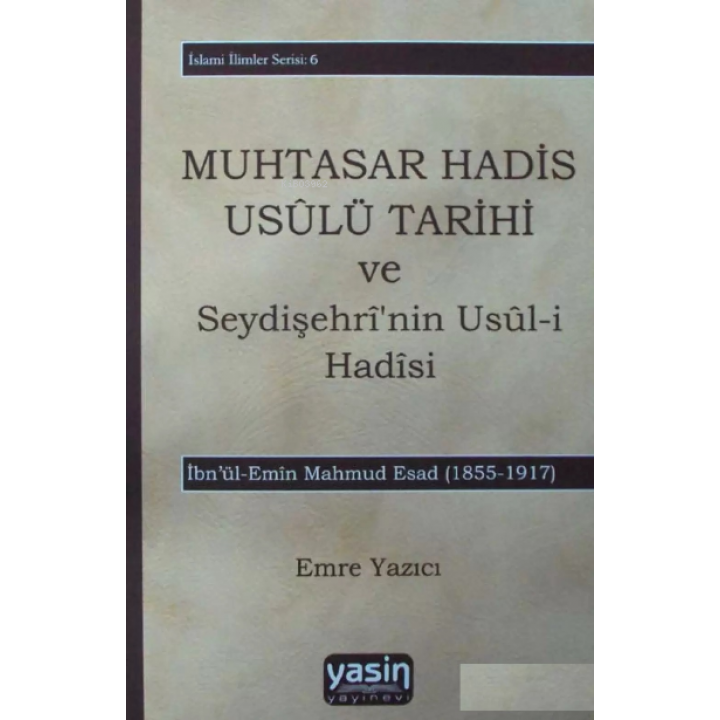 İslami İlimler Serisi: 6
MUHTASAR HADİS
USÛLÜ TARİHİ
ve
Seydişehrî'nin Usûl-i
Hadîsi
İbn'ül-Emîn Mahmud Esad (1855-1917)
Emre Yazıcı
yasin
yayınevi